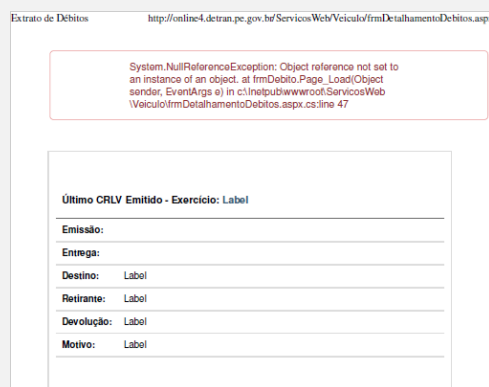 Extrato de Débitos http://online4.detran.pe.gov.br/ServicosWeb/Veiculo/frmDetalhamentoDebitos.asp
System.NullReferenceException: Object reference not set to
an instance of an object. at frmDebito.Page_Load(Object
sender, EventArgs e) in c:\Inetpub\wwwroot\ServicosWeb
\Veiculo\frmDetalhamentoDebitos.aspx.cs:line 47
Último CRLV Emitido - Exercício: Label
Emissão:
Entrega:
Destino: Label
Retirante: Label
Devolução: Label
Motivo: Label